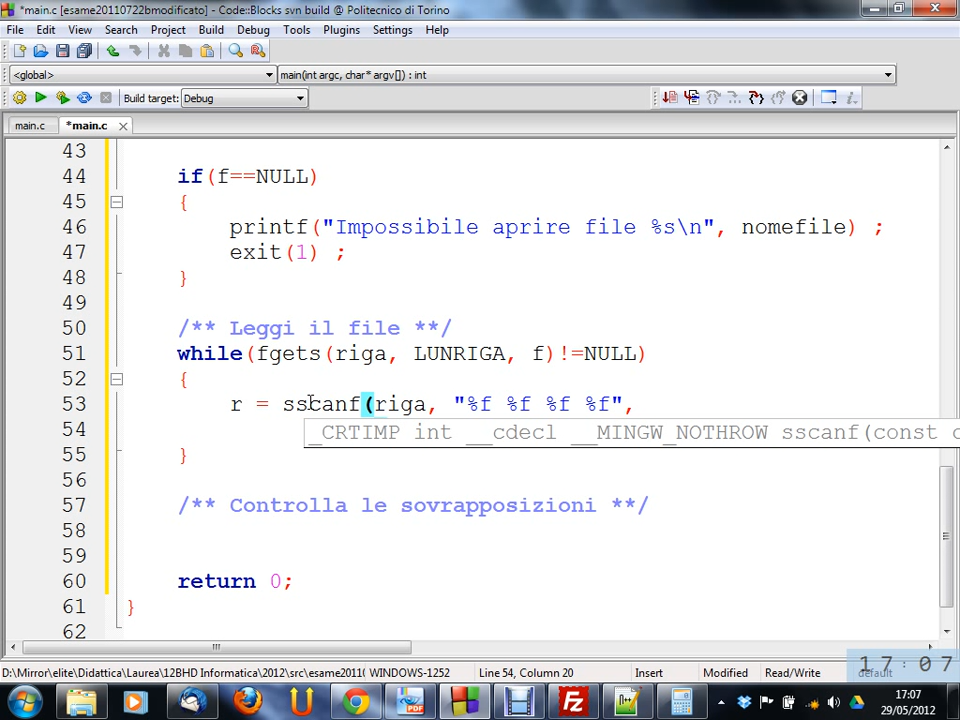 *main.c [esame20110722bmodificato] - Code::Blocks svn build @ Politecnico di Torino
File Edit View Search Project Build Debug Tools Plugins Settings Help
<global> main(int argc, char* argv[]) : int
Build target: Debug
main.c *main.c
43
44 if(f==NULL)
45 {
46 printf("Impossibile aprire file %s\n", nomefile) ;
47 exit(1) ;
48 }
49
50 /** Leggi il file **/
51 while(fgets(riga, LUNRIGA, f)!=NULL)
52 {
53 r = sscanf(riga, "%f %f %f %f",
54 _CRTIMP int __cdecl __MINGW_NOTHROW sscanf(const c
55 }
56
57 /** Controlla le sovrapposizioni **/
58
59
60 return 0;
61 }
62
D:\Mirror\elite\Didattica\Laurea\12BHD Informatica\2012\src\esame2011( WINDOWS-1252 Line 54, Column 20 Insert Modified Read/Write default
17:07
17:07
29/05/2012